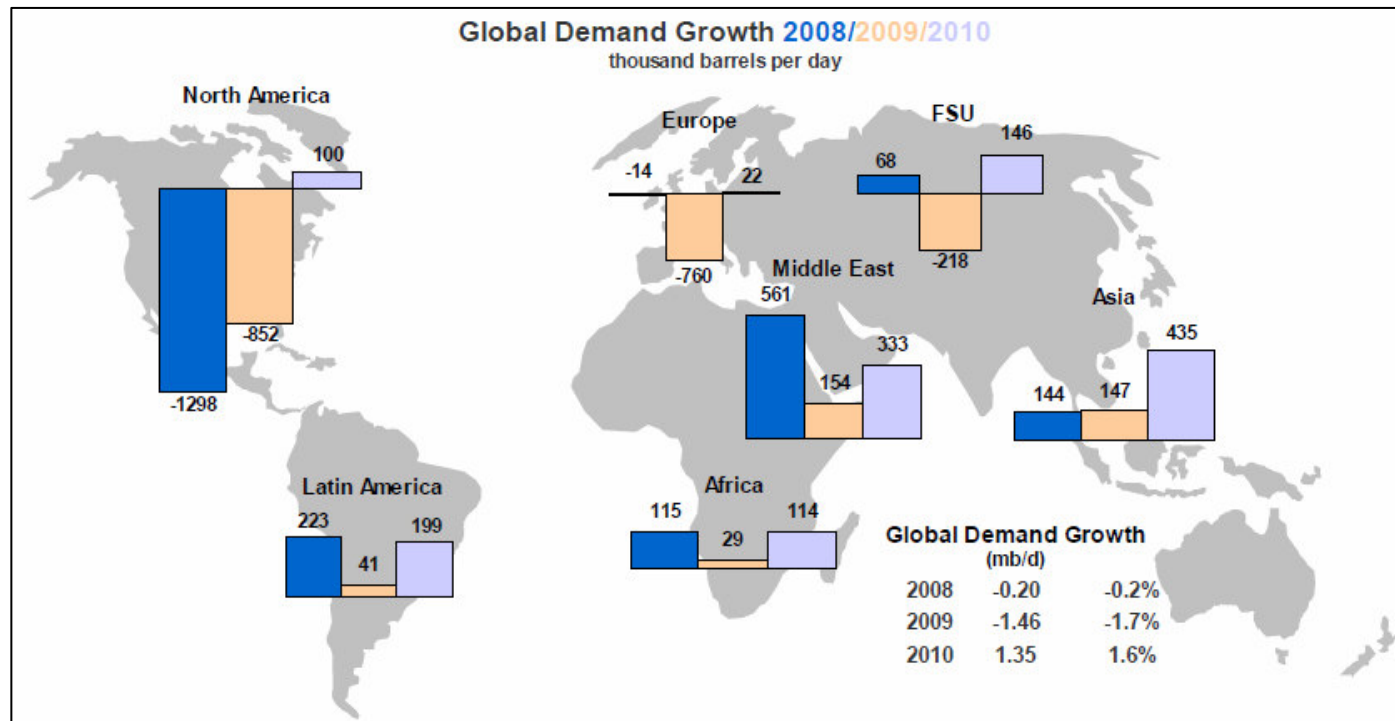 Global Demand Growth 2008/2009/2010
thousand barrels per day
North America
100
-1298
-852
Europe
-14
22
-760
FSU
68
146
-218
Middle East
561
154
333
Asia
144
147
435
Latin America
223
41
199
Africa
115
29
114
Global Demand Growth
(mb/d)
2008 -0.20 -0.2%
2009 -1.46 -1.7%
2010 1.35 1.6%